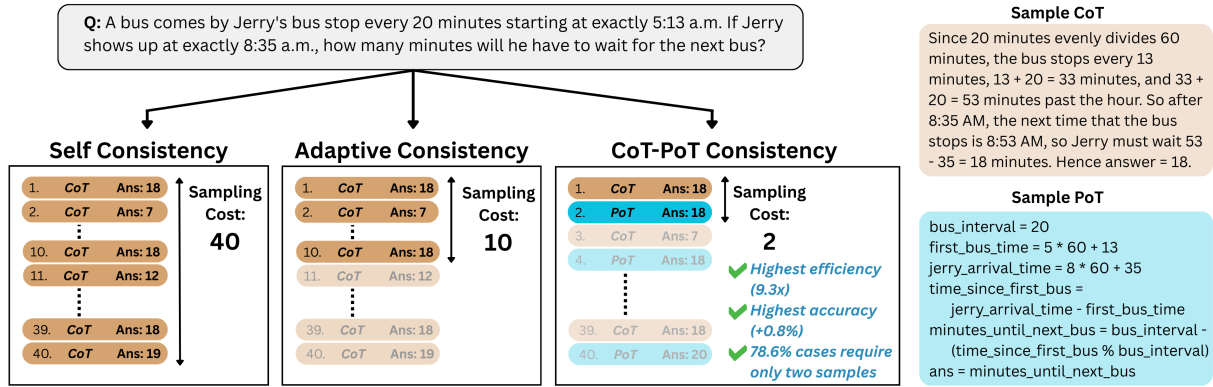 Q: A bus comes by Jerry's bus stop every 20 minutes starting at exactly 5:13 a.m. If Jerry
shows up at exactly 8:35 a.m., how many minutes will he have to wait for the next bus?
Self Consistency
1. CoT Ans: 18
2. CoT Ans: 7
10. CoT Ans: 18
11. CoT Ans: 12
39. CoT Ans: 18
40. CoT Ans: 19
Sampling
Cost:
40
Adaptive Consistency
1. CoT Ans: 18
2. CoT Ans: 7
10. CoT Ans: 18
11. CoT Ans: 12
39. CoT Ans: 18
40. CoT Ans: 19
Sampling
Cost:
10
CoT-PoT Consistency
1. CoT Ans: 18
2. PoT Ans: 18
3. CoT Ans: 7
4. PoT Ans: 18
39. CoT Ans: 18
40. PoT Ans: 20
Sampling
Cost:
2
Highest efficiency
(9.3x)
Highest accuracy
(+0.8%)
78.6% cases require
only two samples
Sample CoT
Since 20 minutes evenly divides 60
minutes, the bus stops every 13
minutes, 13 + 20 = 33 minutes, and 33 +
20 = 53 minutes past the hour. So after
8:35 AM, the next time that the bus
stops is 8:53 AM, so Jerry must wait 53
- 35 = 18 minutes. Hence answer = 18.
Sample PoT
bus_interval = 20
first_bus_time = 5 * 60 + 13
jerry_arrival_time = 8 * 60 + 35
time_since_first_bus =
jerry_arrival_time - first_bus_time
minutes_until_next_bus = bus_interval -
(time_since_first_bus % bus_interval)
ans = minutes_until_next_bus